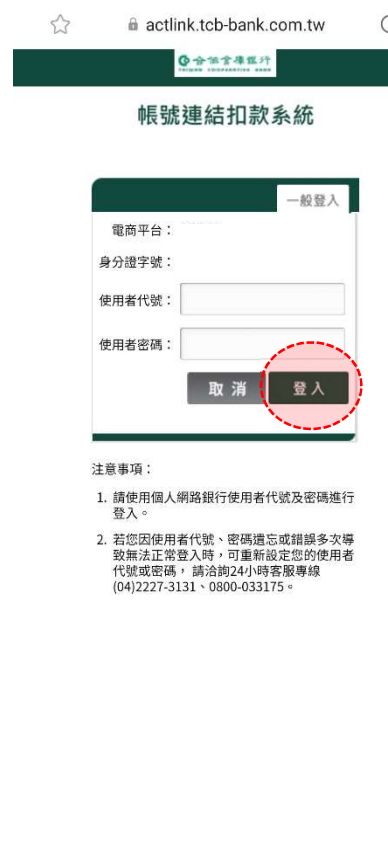 actlink.tcb-bank.com.tw
合作金庫銀行
TAIWAN COOPERATIVE BANK
帳號連結扣款系統
一般登入
電商平台：
身分證字號：
使用者代號：
使用者密碼：
取消 登入
注意事項：
1. 請使用個人網路銀行使用者代號及密碼進行
登入。
2. 若您因使用者代號、密碼遺忘或錯誤多次導
致無法正常登入時，可重新設定您的使用者
代號或密碼， 請洽詢24小時客服專線
(04)2227-3131、0800-033175。